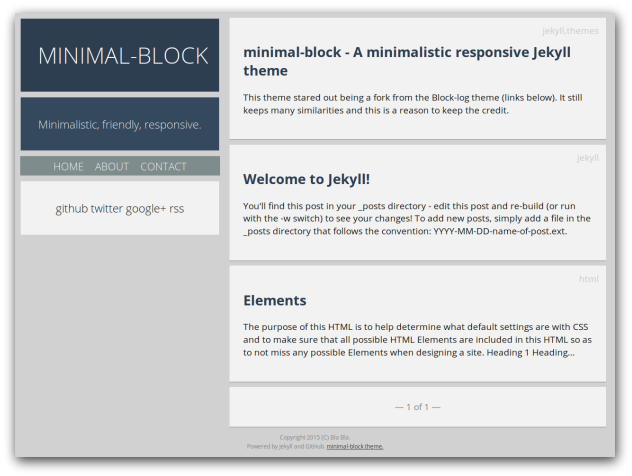 MINIMAL-BLOCK
Minimalistic, friendly, responsive.
HOME ABOUT CONTACT
github twitter google+ rss
jekyll,themes
minimal-block - A minimalistic responsive Jekyll
theme
This theme stared out being a fork from the Block-log theme (links below). It still
keeps many similarities and this is a reason to keep the credit.
jekyll
Welcome to Jekyll!
You'll find this post in your _posts directory - edit this post and re-build (or run
with the -w switch) to see your changes! To add new posts, simply add a file in the
_posts directory that follows the convention: YYYY-MM-DD-name-of-post.ext.
html
Elements
The purpose of this HTML is to help determine what default settings are with CSS
and to make sure that all possible HTML Elements are included in this HTML so as
to not miss any possible Elements when designing a site. Heading 1 Heading...
— 1 of 1 —
Copyright 2015 (C) Bla Bla.
Powered by Jekyll and GitHub. minimal-block theme.